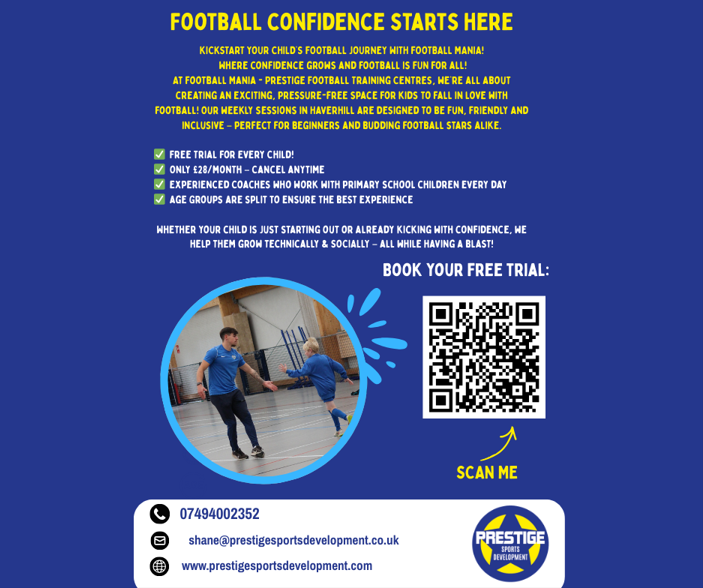 FOOTBALL CONFIDENCE STARTS HERE
KICKSTART YOUR CHILD'S FOOTBALL JOURNEY WITH FOOTBALL MANIA!
WHERE CONFIDENCE GROWS AND FOOTBALL IS FUN FOR ALL!
AT FOOTBALL MANIA - PRESTIGE FOOTBALL TRAINING CENTRES, WE'RE ALL ABOUT
CREATING AN EXCITING, PRESSURE-FREE SPACE FOR KIDS TO FALL IN LOVE WITH
FOOTBALL! OUR WEEKLY SESSIONS IN HAVERHILL ARE DESIGNED TO BE FUN, FRIENDLY AND
INCLUSIVE – PERFECT FOR BEGINNERS AND BUDDING FOOTBALL STARS ALIKE.
✅ FREE TRIAL FOR EVERY CHILD!
✅ ONLY £28/MONTH – CANCEL ANYTIME
✅ EXPERIENCED COACHES WHO WORK WITH PRIMARY SCHOOL CHILDREN EVERY DAY
✅ AGE GROUPS ARE SPLIT TO ENSURE THE BEST EXPERIENCE
WHETHER YOUR CHILD IS JUST STARTING OUT OR ALREADY KICKING WITH CONFIDENCE, WE
HELP THEM GROW TECHNICALLY & SOCIALLY – ALL WHILE HAVING A BLAST!
BOOK YOUR FREE TRIAL:
SCAN ME
07494002352
shane@prestigesportsdevelopment.co.uk
www.prestigesportsdevelopment.com
PRESTIGE
SPORTS
DEVELOPMENT